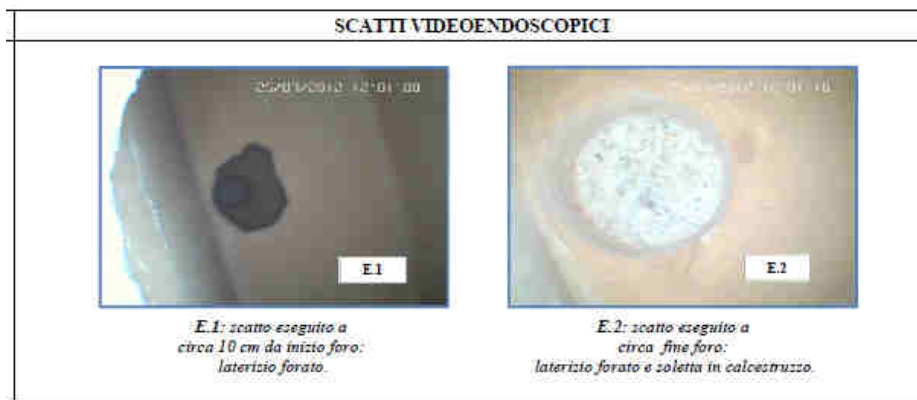 SCATTI VIDEOENDOSCOPICI
E.1
E.2
E.1: scatto eseguito a
circa 10 cm da inizio foro:
laterizio forato.
E.2: scatto eseguito a
circa fine foro:
laterizio forato e soletta in calcestruzzo.